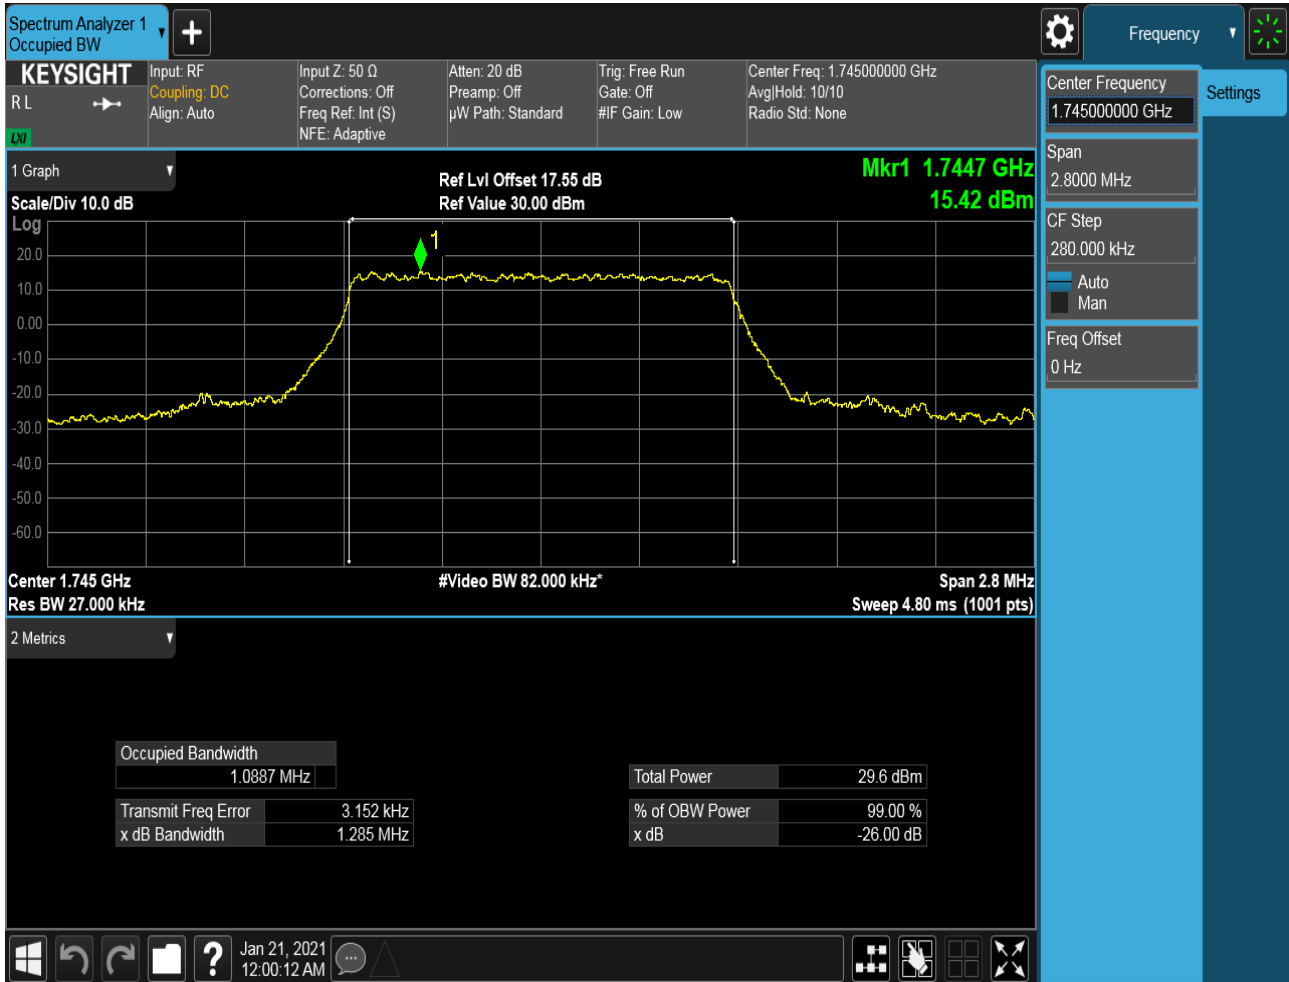 Spectrum Analyzer 1
Occupied BW
Frequency
KEYSIGHT
R L
LXI
Input: RF
Coupling: DC
Align: Auto
Input Z: 50 Ω
Corrections: Off
Freq Ref: Int (S)
NFE: Adaptive
Atten: 20 dB
Preamp: Off
µW Path: Standard
Trig: Free Run
Gate: Off
#IF Gain: Low
Center Freq: 1.745000000 GHz
Avg|Hold: 10/10
Radio Std: None
Center Frequency
1.745000000 GHz
Settings
Span
2.8000 MHz
CF Step
280.000 kHz
Auto
Man
Freq Offset
0 Hz
1 Graph
Scale/Div 10.0 dB
Log
Ref Lvl Offset 17.55 dB
Ref Value 30.00 dBm
Mkr1 1.7447 GHz
15.42 dBm
1
20.0
10.0
0.00
-10.0
-20.0
-30.0
-40.0
-50.0
-60.0
Center 1.745 GHz
#Video BW 82.000 kHz*
Span 2.8 MHz
Res BW 27.000 kHz
Sweep 4.80 ms (1001 pts)
2 Metrics
Occupied Bandwidth
1.0887 MHz
Total Power 29.6 dBm
Transmit Freq Error 3.152 kHz
% of OBW Power 99.00 %
x dB Bandwidth 1.285 MHz
x dB -26.00 dB
?
Jan 21, 2021
12:00:12 AM